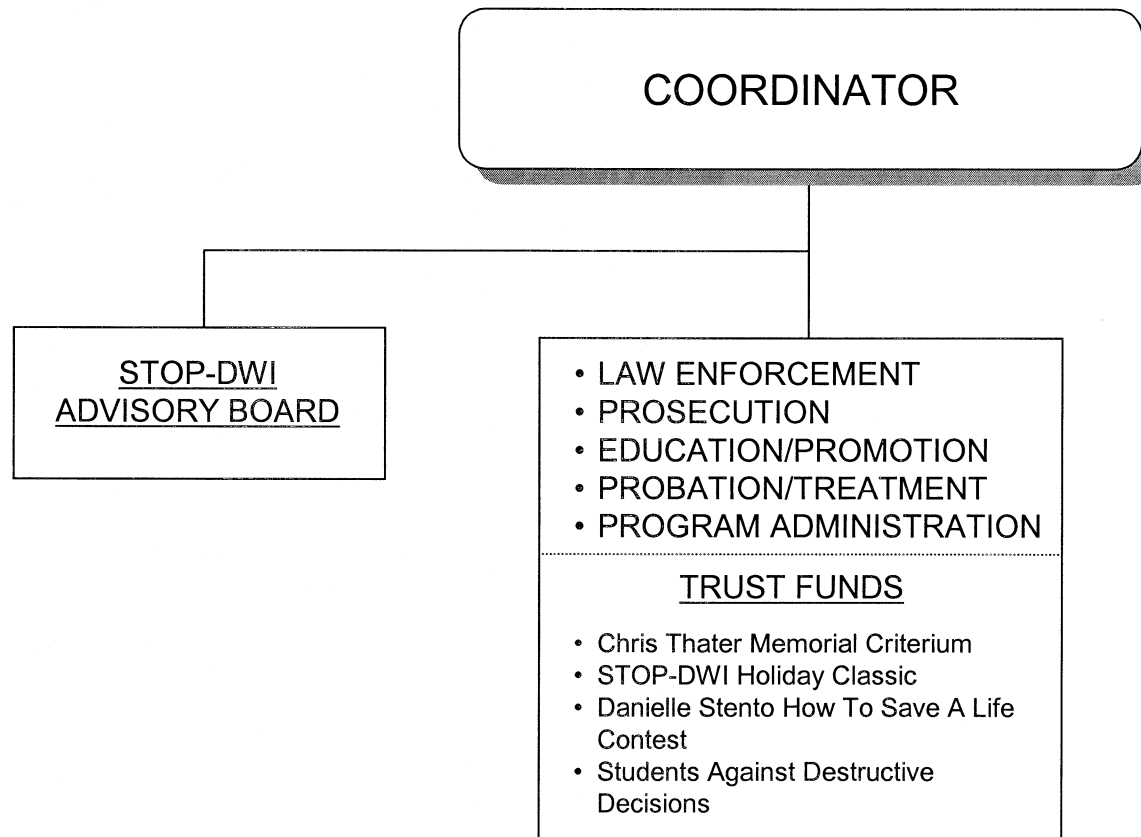 COORDINATOR
STOP-DWI
ADVISORY BOARD
• LAW ENFORCEMENT
• PROSECUTION
• EDUCATION/PROMOTION
• PROBATION/TREATMENT
• PROGRAM ADMINISTRATION
TRUST FUNDS
• Chris Thater Memorial Criterium
• STOP-DWI Holiday Classic
• Danielle Stento How To Save A Life
Contest
• Students Against Destructive
Decisions